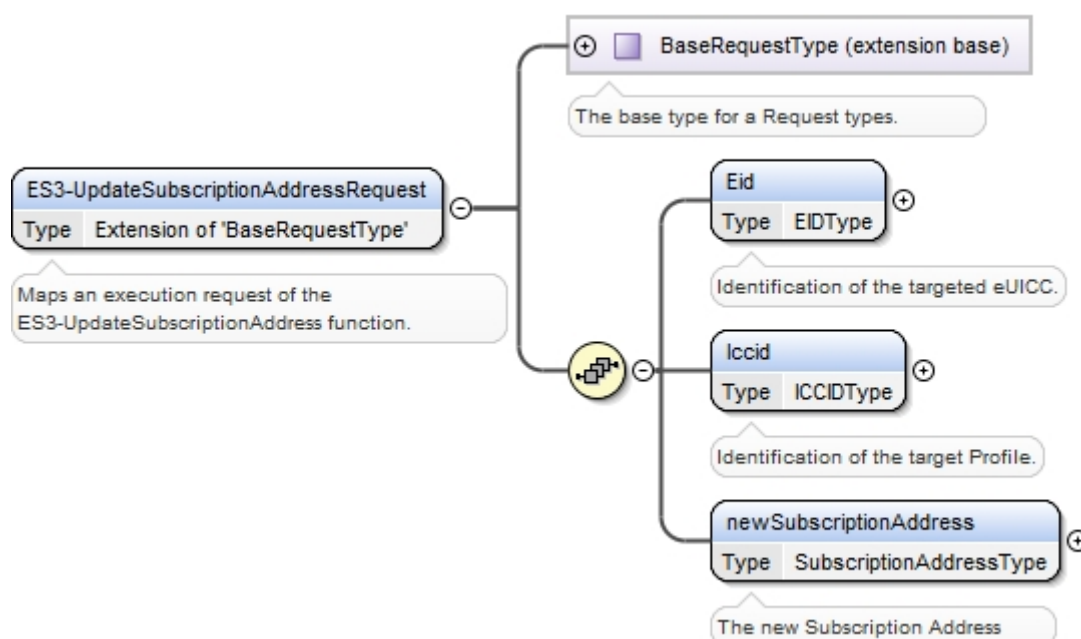 BaseRequestType (extension base)
The base type for a Request types.
ES3-UpdateSubscriptionAddressRequest
Type Extension of 'BaseRequestType'
Maps an execution request of the
ES3-UpdateSubscriptionAddress function.
Eid
Type EIDType
Identification of the targeted eUICC.
Iccid
Type ICCIDType
Identification of the target Profile.
newSubscriptionAddress
Type SubscriptionAddressType
The new Subscription Address